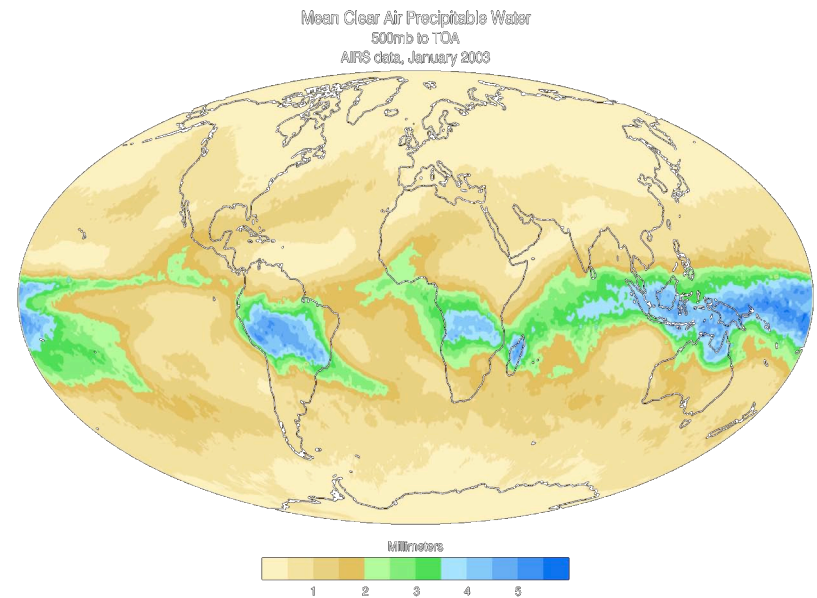 Mean Clear Air Precipitable Water
500mb to TOA
AIRS data, January 2003
Millimeters
1 2 3 4 5